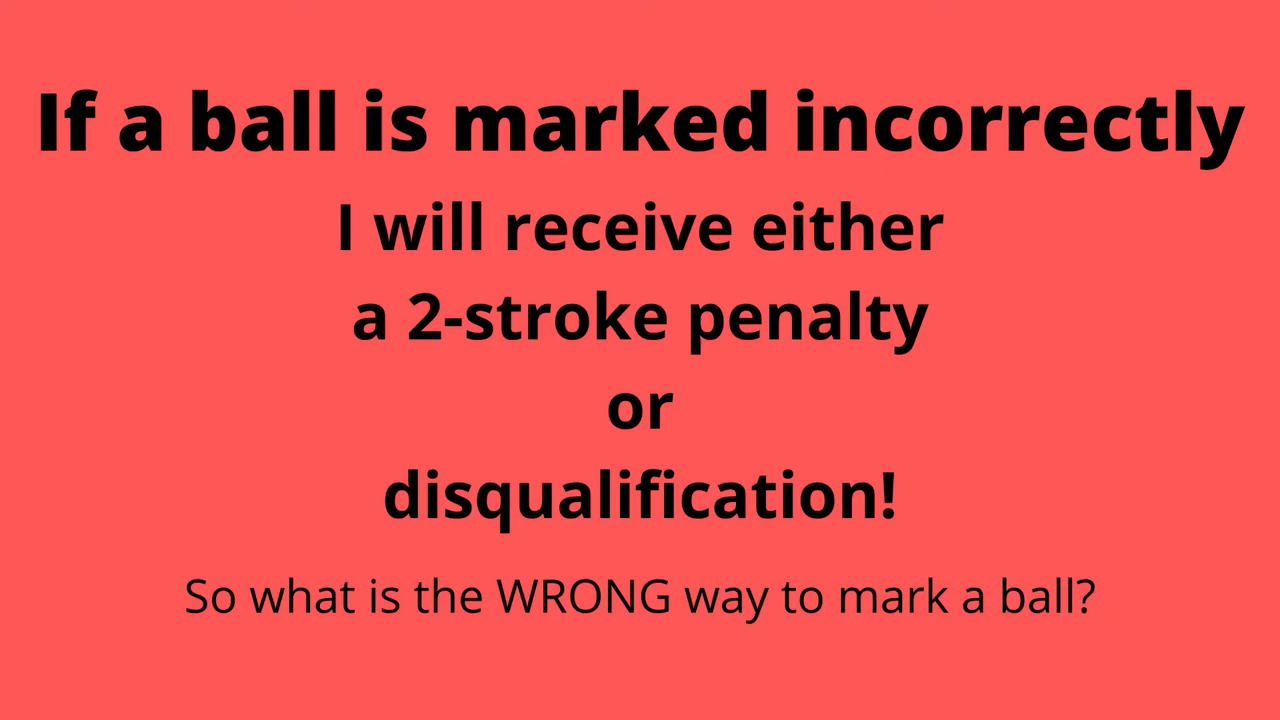 If a ball is marked incorrectly
I will receive either
a 2-stroke penalty
or
disqualification!
So what is the WRONG way to mark a ball?